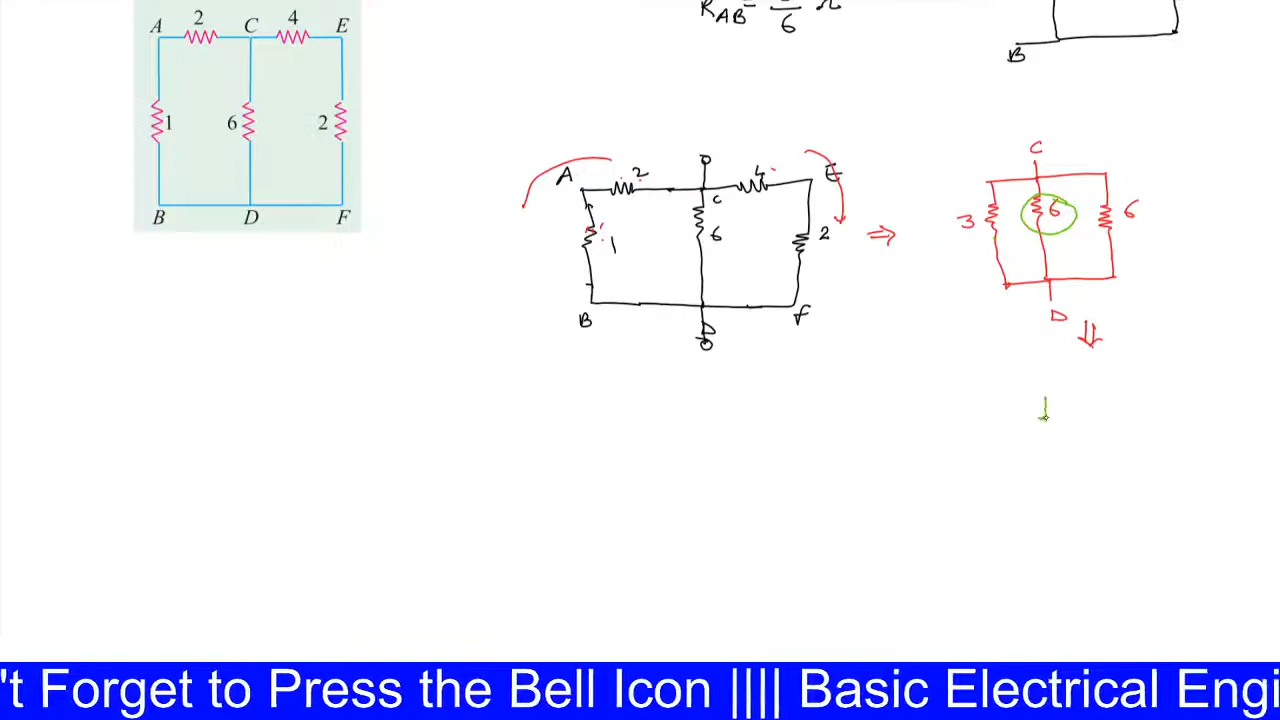 R AB = 6 Ω
B
A 2 C 4 E
1 6 2
B D F
A 2 4 E
C
1 6 2
B D F
⇒
C
3 6 6
D
⇓
't Forget to Press the Bell Icon |||| Basic Electrical Engi